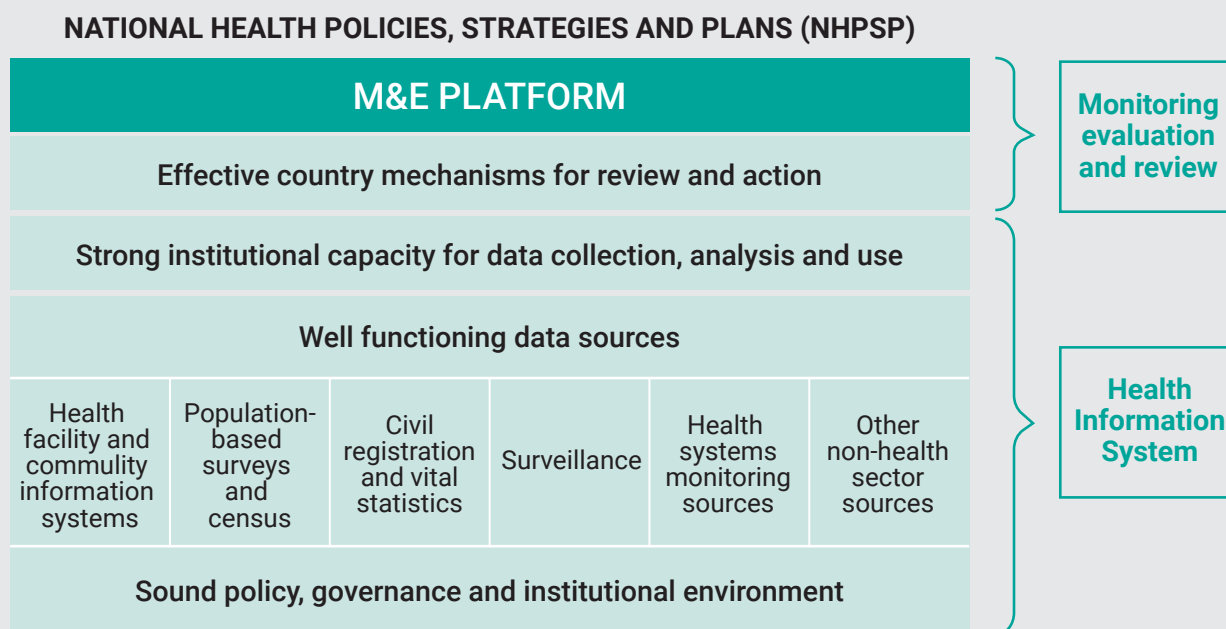 NATIONAL HEALTH POLICIES, STRATEGIES AND PLANS (NHPSP)
M&E PLATFORM
Effective country mechanisms for review and action
Monitoring
evaluation
and review
Strong institutional capacity for data collection, analysis and use
Well functioning data sources
Health
facility and
commulity
information
systems
Population-
based
surveys
and
census
Civil
registration
and vital
statistics
Surveillance
Health
systems
monitoring
sources
Other
non-health
sector
sources
Health
Information
System
Sound policy, governance and institutional environment